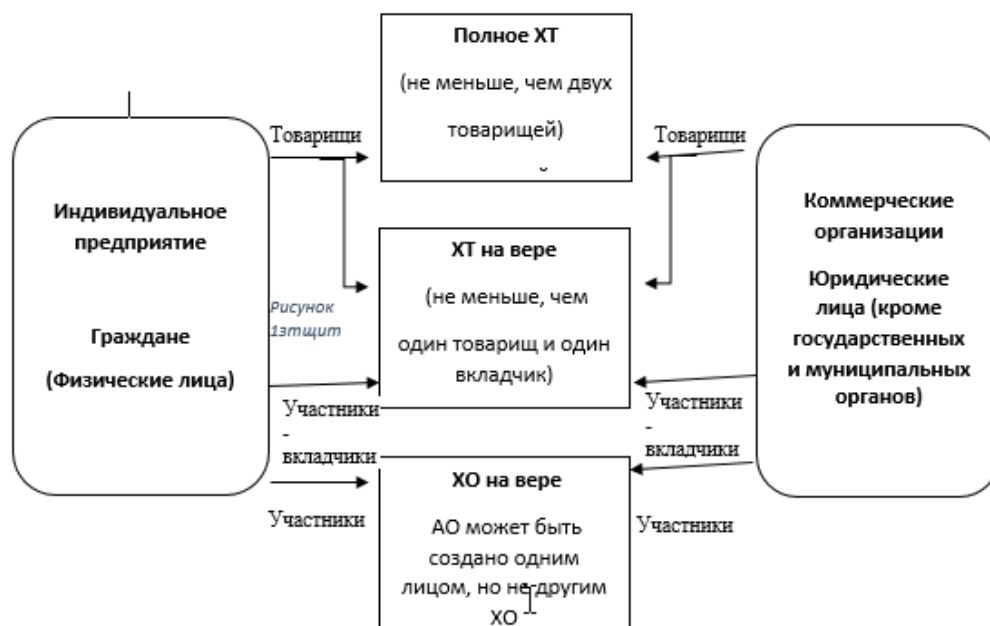 Полное ХТ
(не меньше, чем двух
товарищей)
Товарищи
Товарищи
Индивидуальное
предприятие
Граждане
(Физические лица)
Рисунок
1зтщит
ХТ на вере
(не меньше, чем
один товарищ и один
вкладчик)
Коммерческие
организации
Юридические
лица (кроме
государственных
и муниципальных
органов)
Участники
-
вкладчики
Участники
-
вкладчики
Участники
ХО на вере
АО может быть
создано одним
лицом, но не другим
ХО
Участники